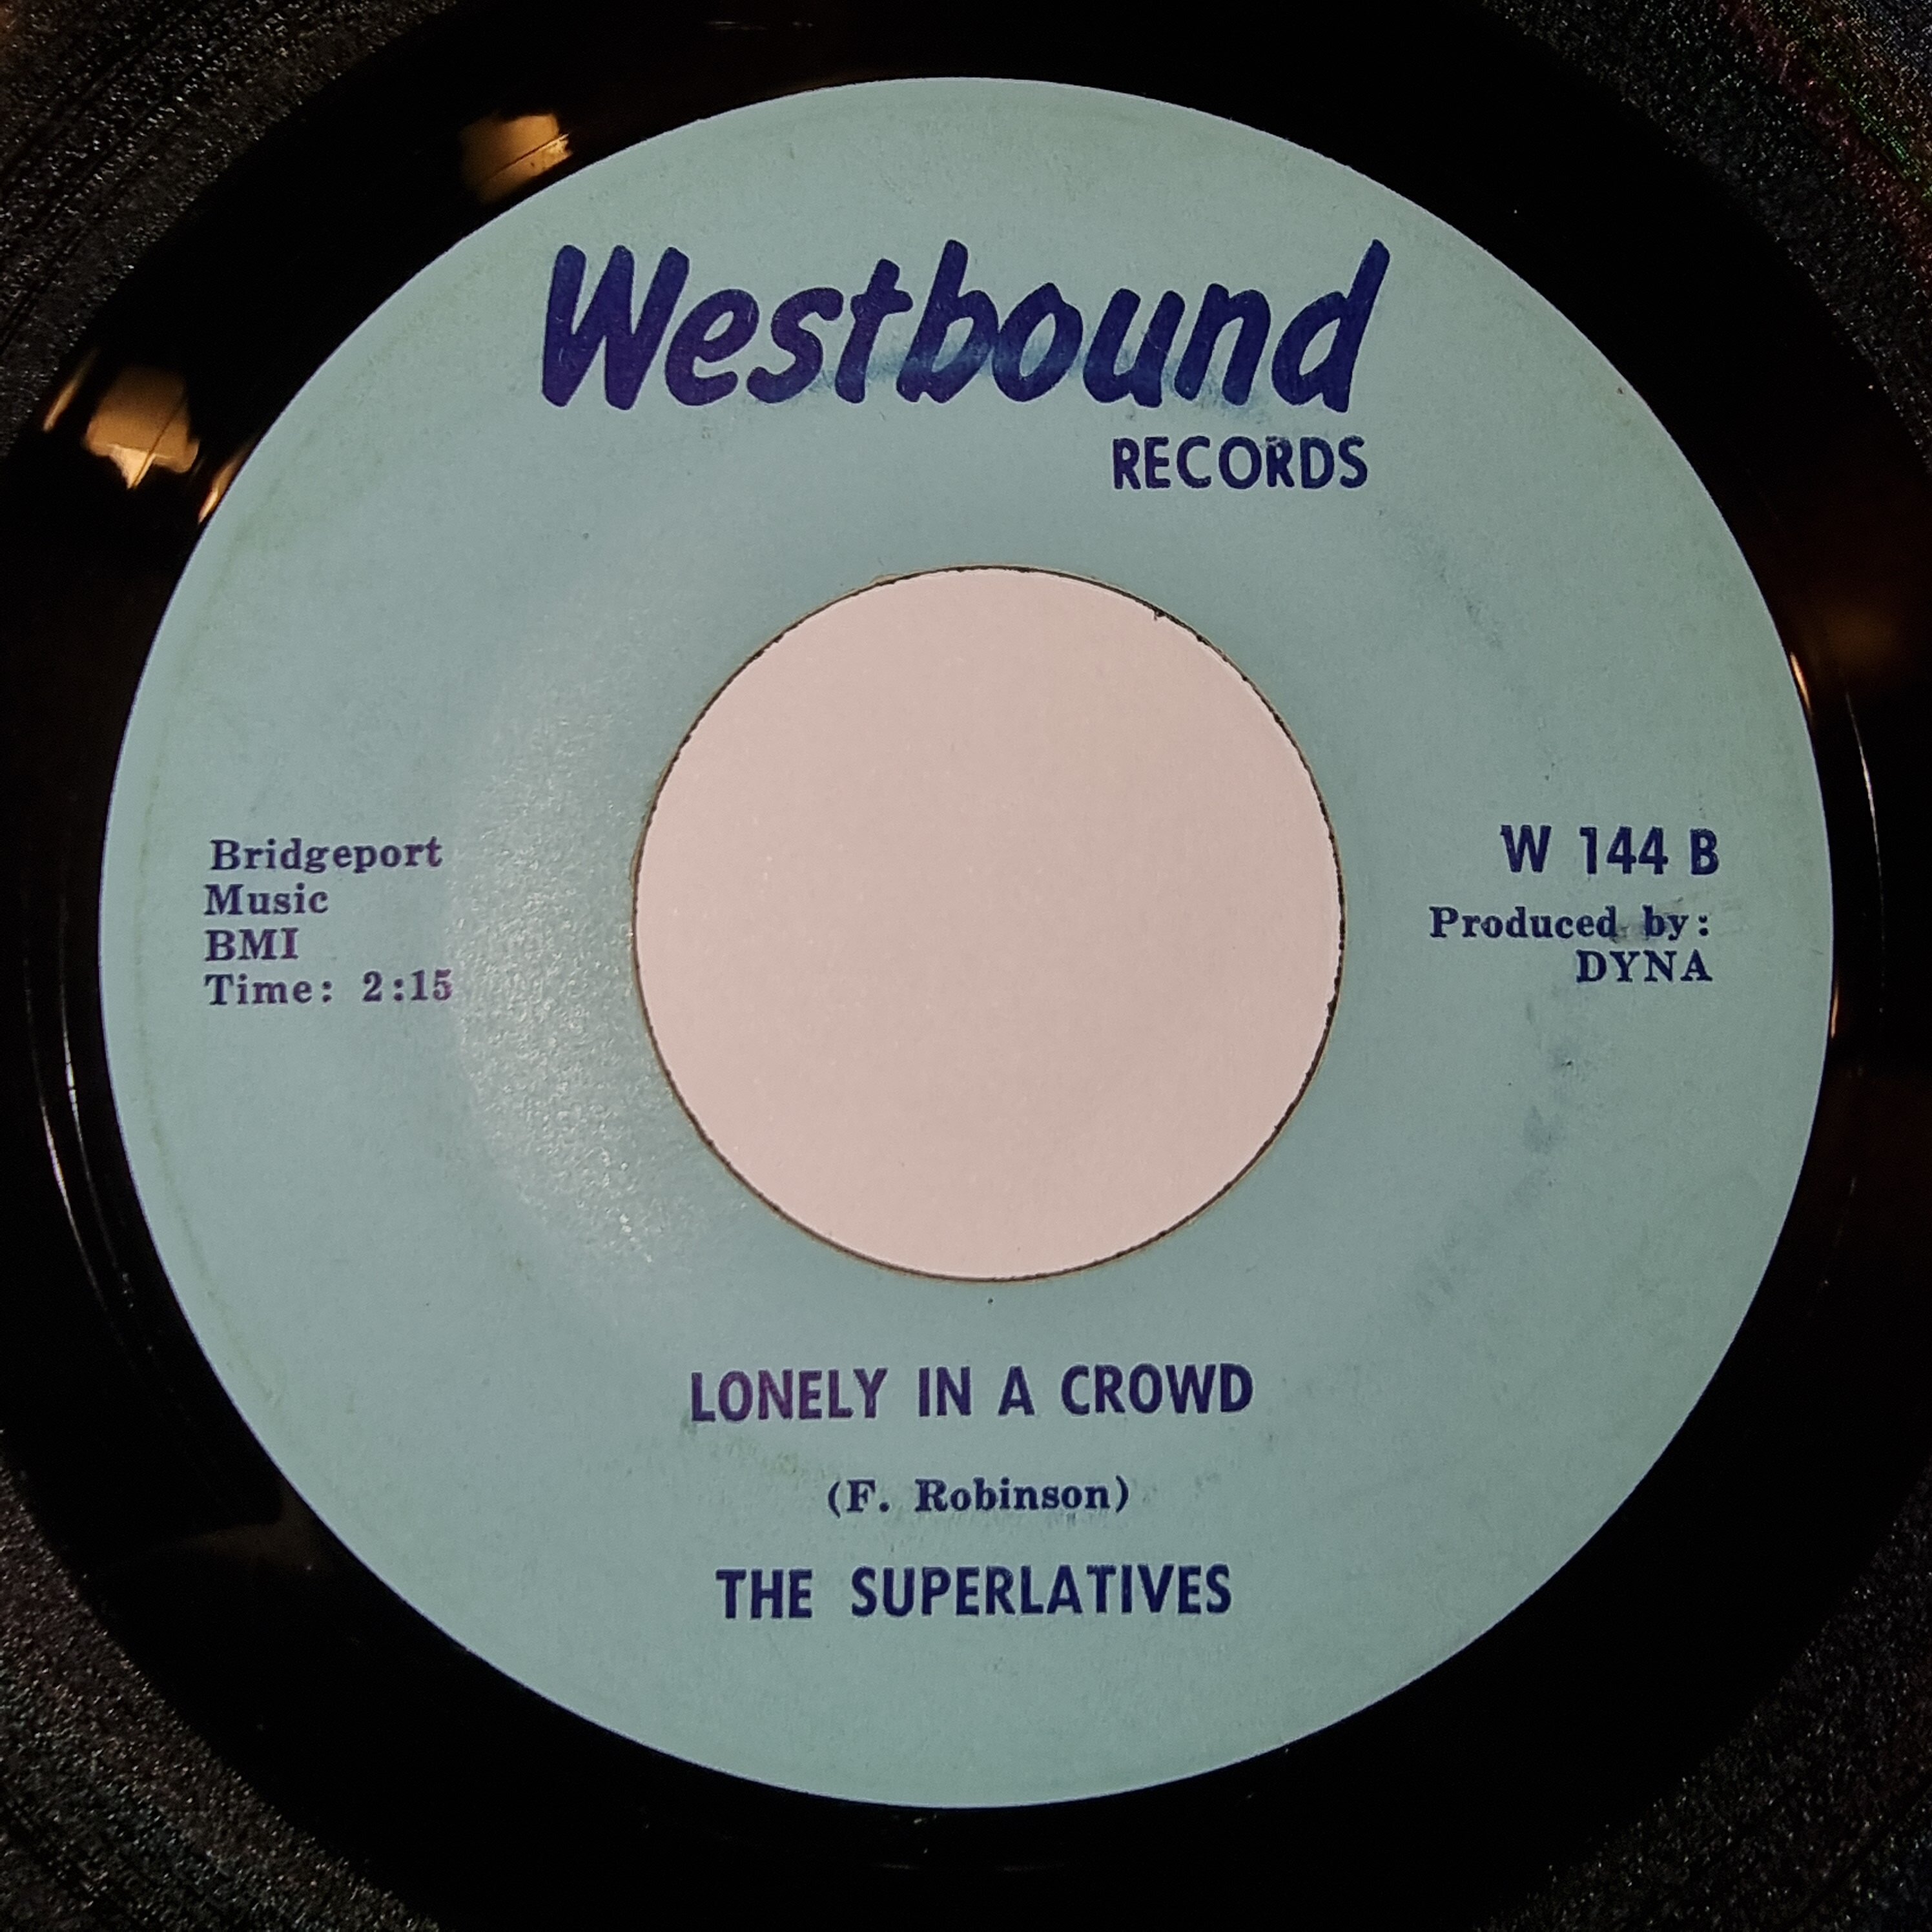 Westbound
RECORDS
Bridgeport
Music
BMI
Time: 2:15
W 144 B
Produced by:
DYNA
LONELY IN A CROWD
(F. Robinson)
THE SUPERLATIVES